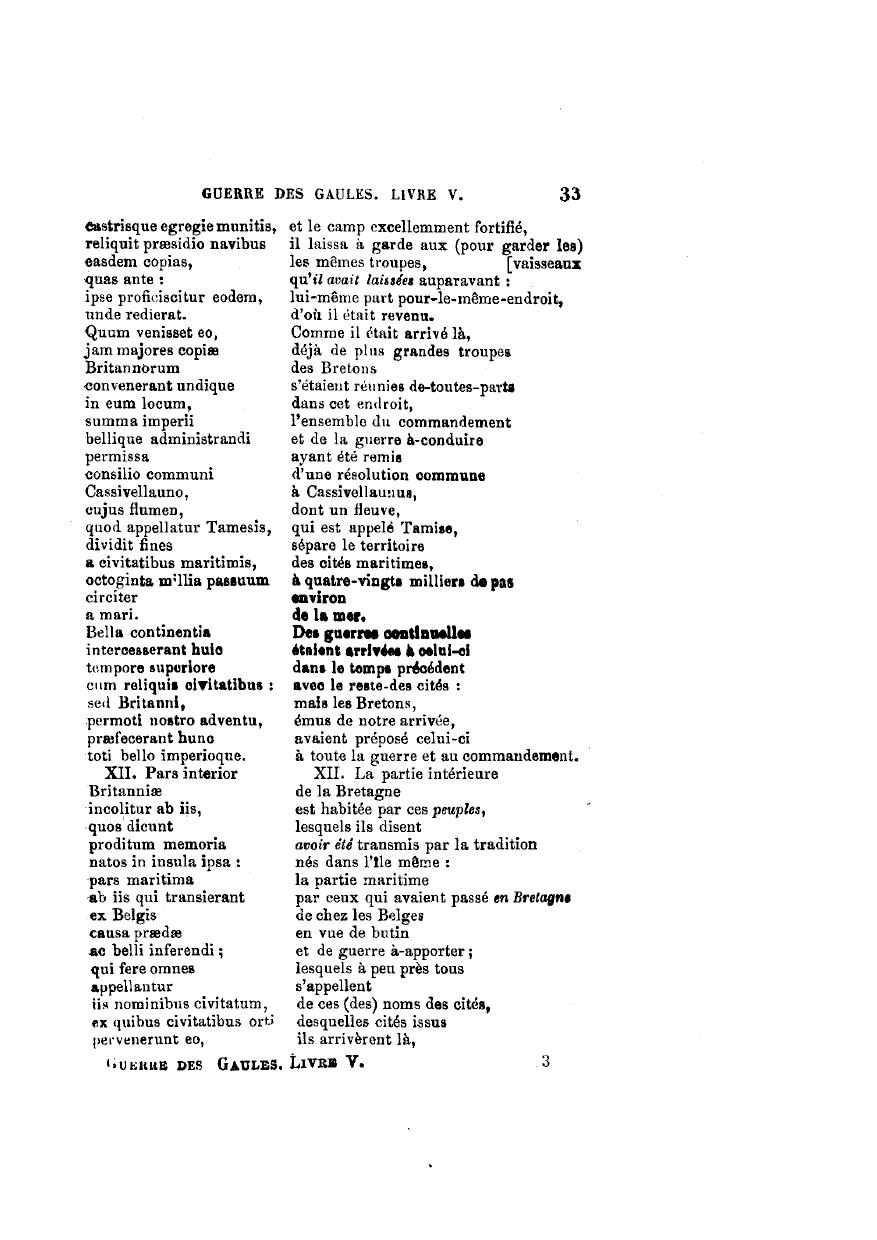 GUERRE DES GAULES. LIVRE V. 33
castrisque egregie munitis,
reliquit præsidio navibus
easdem copias,
quas ante :
ipse proficiscitur eodem,
unde redierat.
Quum venisset eo,
jam majores copiæ
Britannorum
convenerant undique
in eum locum,
summa imperii
bellique administrandi
permissa
consilio communi
Cassivellauno,
cujus flumen,
quod appellatur Tamesis,
dividit fines
a civitatibus maritimis,
octoginta millia passuum
circiter
a mari.
Bella continentia
intercesserant huic
tempore superiore
cum reliquis civitatibus :
sed Britanni,
permoti nostro adventu,
præfecerant hunc
toti bello imperioque.
XII. Pars interior
Britanniæ
incolitur ab iis,
quos dicunt
proditum memoria
natos in insula ipsa :
pars maritima
ab iis qui transierant
ex Belgis
causa prædæ
ac belli inferendi ;
qui fere omnes
appellantur
iis nominibus civitatum,
ex quibus civitatibus orti
pervenerunt eo,
et le camp excellemment fortifié,
il laissa à garde aux (pour garder les)
les mêmes troupes, [vaisseaux
qu'il avait laissées auparavant :
lui-même part pour-le-même-endroit,
d'où il était revenu.
Comme il était arrivé là,
déjà de plus grandes troupes
des Bretons
s'étaient réunies de-toutes-parts
dans cet endroit,
l'ensemble du commandement
et de la guerre à-conduire
ayant été remis
d'une résolution commune
à Cassivellaunus,
dont un fleuve,
qui est appelé Tamise,
sépare le territoire
des cités maritimes,
à quatre-vingts milliers de pas
environ
de la mer.
Des guerres continuelles
étaient arrivées à celui-ci
dans le temps précédent
avec le reste-des cités :
mais les Bretons,
émus de notre arrivée,
avaient préposé celui-ci
à toute la guerre et au commandement.
XII. La partie intérieure
de la Bretagne
est habitée par ces peuples,
lesquels ils disent
avoir été transmis par la tradition
nés dans l'île même :
la partie maritime
par ceux qui avaient passé en Bretagne
de chez les Belges
en vue de butin
et de guerre à-apporter ;
lesquels à peu près tous
s'appellent
de ces (des) noms des cités,
desquelles cités issus
ils arrivèrent là,
GUERRE DES GAULES. LIVRE V. 3